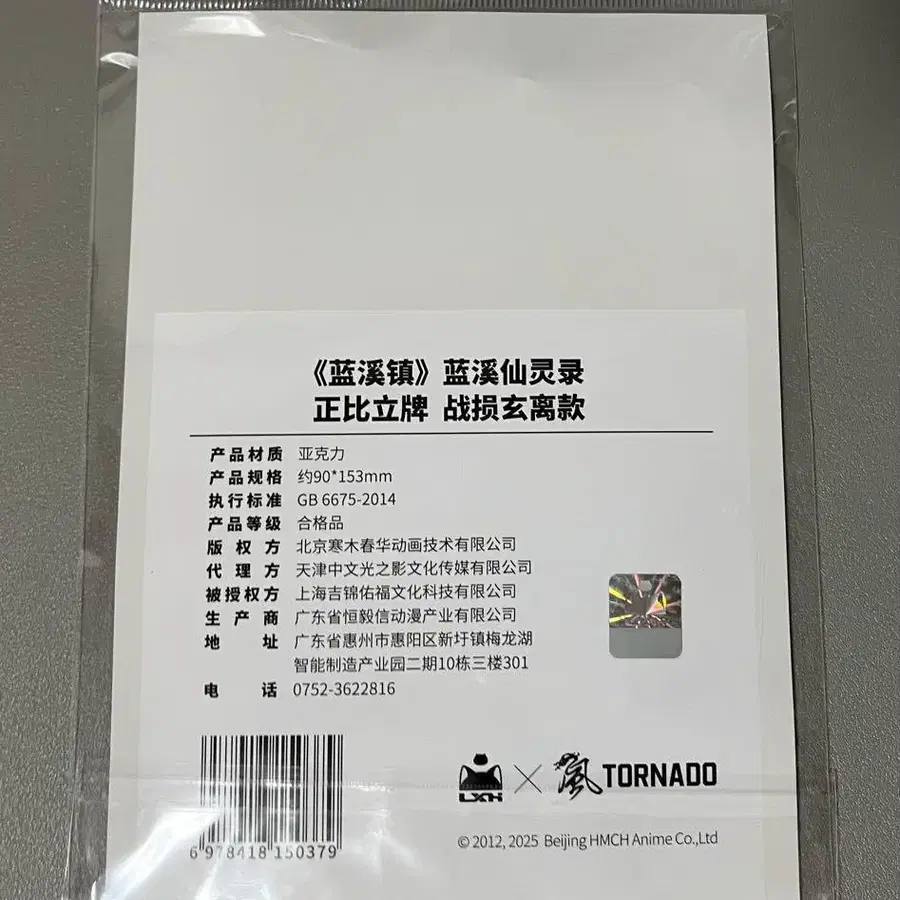 《蓝溪镇》蓝溪仙灵录
正比立牌 战损玄离款
产品材质 亚克力
产品规格 约90*153mm
执行标准 GB 6675-2014
产品等级 合格品
版权方 北京寒木春华动画技术有限公司
代理方 天津中文光之影文化传媒有限公司
被授权方 上海吉锦佑福文化科技有限公司
生产商 广东省恒毅信动漫产业有限公司
地址 广东省惠州市惠阳区新圩镇梅龙湖
智能制造产业园二期10栋三楼301
电话 0752-3622816
LXH × 風 TORNADO
6 978418 150379
© 2012, 2025 Beijing HMCH Anime Co.,Ltd